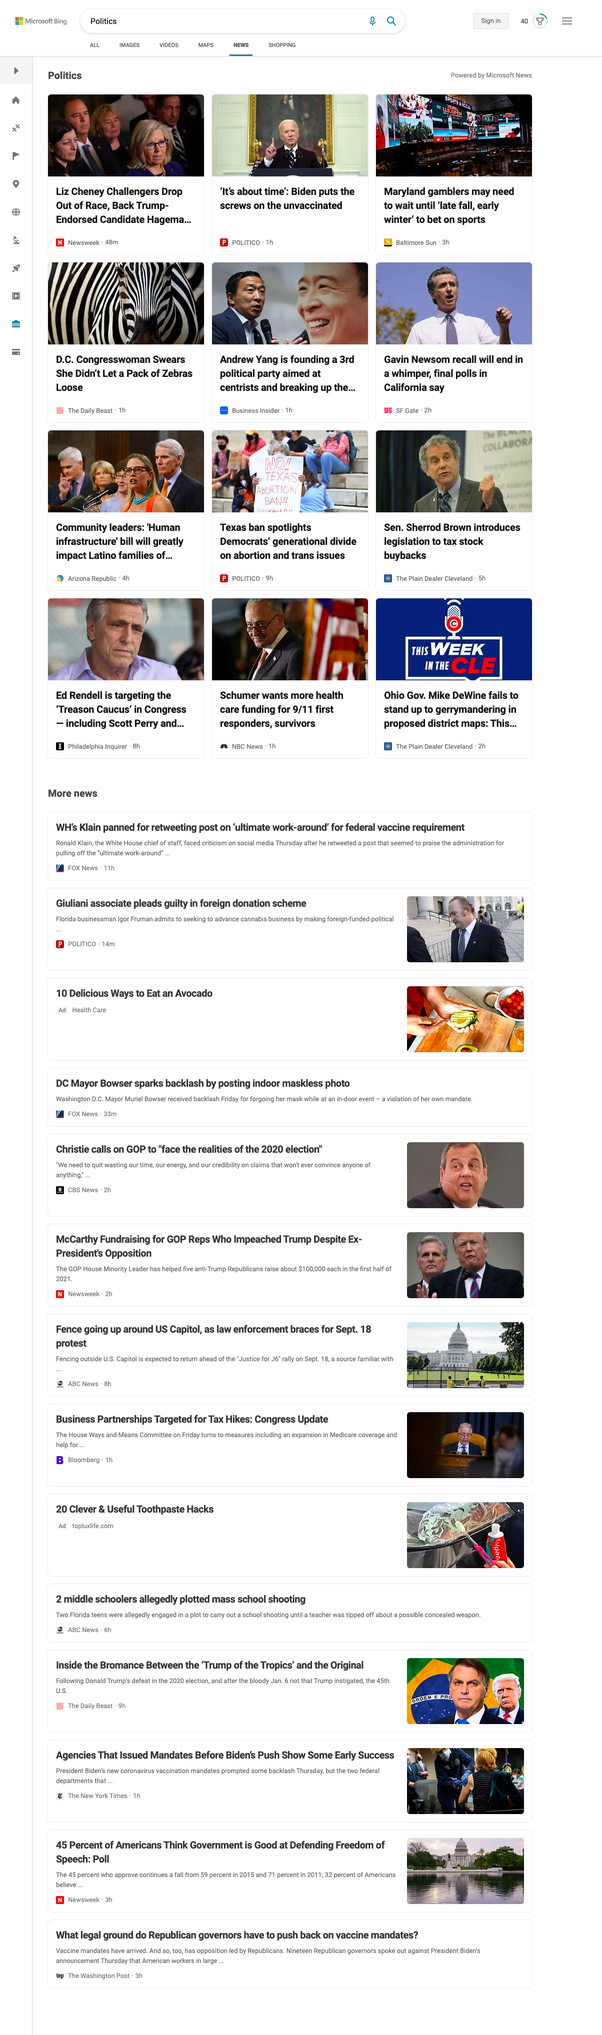 Microsoft Bing
Politics
Sign in
40
ALL IMAGES VIDEOS MAPS NEWS SHOPPING
Politics
Powered by Microsoft News
Liz Cheney Challengers Drop
Out of Race, Back Trump-
Endorsed Candidate Hagema...
Newsweek · 48m
'It's about time': Biden puts the
screws on the unvaccinated
POLITICO · 1h
Maryland gamblers may need
to wait until 'late fall, early
winter' to bet on sports
Baltimore Sun · 3h
D.C. Congresswoman Swears
She Didn't Let a Pack of Zebras
Loose
The Daily Beast · 1h
Andrew Yang is founding a 3rd
political party aimed at
centrists and breaking up the...
Business Insider · 1h
Gavin Newsom recall will end in
a whimper, final polls in
California say
SF Gate · 2h
Community leaders: 'Human
infrastructure' bill will greatly
impact Latino families of...
Arizona Republic · 4h
NO!!
TEXAS
ABORTION
BAN!!
Texas ban spotlights
Democrats' generational divide
on abortion and trans issues
POLITICO · 9h
COLLABORA
Sen. Sherrod Brown introduces
legislation to tax stock
buybacks
The Plain Dealer Cleveland · 5h
Ed Rendell is targeting the
'Treason Caucus' in Congress
— including Scott Perry and...
Philadelphia Inquirer · 8h
Schumer wants more health
care funding for 9/11 first
responders, survivors
NBC News · 1h
THIS WEEK
IN THE CLE
Ohio Gov. Mike DeWine fails to
stand up to gerrymandering in
proposed district maps: This...
The Plain Dealer Cleveland · 2h
More news
WH's Klain panned for retweeting post on 'ultimate work-around' for federal vaccine requirement
Ronald Klain, the White House chief of staff, faced criticism on social media Thursday after he retweeted a post that seemed to praise the administration for
pulling off the "ultimate work-around" ...
FOX News · 11h
Giuliani associate pleads guilty in foreign donation scheme
Florida businessman Igor Fruman admits to seeking to advance cannabis business by making foreign-funded political
...
POLITICO · 14m
10 Delicious Ways to Eat an Avocado
Ad Health Care
DC Mayor Bowser sparks backlash by posting indoor maskless photo
Washington D.C. Mayor Muriel Bowser received backlash Friday for forgoing her mask while at an in-door event – a violation of her own mandate.
FOX News · 33m
Christie calls on GOP to "face the realities of the 2020 election"
"We need to quit wasting our time, our energy, and our credibility on claims that won't ever convince anyone of
anything," ...
CBS News · 2h
McCarthy Fundraising for GOP Reps Who Impeached Trump Despite Ex-
President's Opposition
The GOP House Minority Leader has helped five anti-Trump Republicans raise about $100,000 each in the first half of
2021.
Newsweek · 2h
Fence going up around US Capitol, as law enforcement braces for Sept. 18
protest
Fencing outside U.S. Capitol is expected to return ahead of the "Justice for J6" rally on Sept. 18, a source familiar with
...
ABC News · 8h
Business Partnerships Targeted for Tax Hikes: Congress Update
The House Ways and Means Committee on Friday turns to measures including an expansion in Medicare coverage and
help for ...
Bloomberg · 1h
20 Clever & Useful Toothpaste Hacks
Ad topluxlife.com
2 middle schoolers allegedly plotted mass school shooting
Two Florida teens were allegedly engaged in a plot to carry out a school shooting until a teacher was tipped off about a possible concealed weapon.
ABC News · 6h
Inside the Bromance Between the 'Trump of the Tropics' and the Original
Following Donald Trump's defeat in the 2020 election, and after the bloody Jan. 6 riot that Trump instigated, the 45th
U.S.
The Daily Beast · 9h
Agencies That Issued Mandates Before Biden's Push Show Some Early Success
President Biden's new coronavirus vaccination mandates prompted some backlash Thursday, but the two federal
departments that ...
The New York Times · 1h
45 Percent of Americans Think Government is Good at Defending Freedom of
Speech: Poll
The 45 percent who approve continues a fall from 59 percent in 2015 and 71 percent in 2011; 32 percent of Americans
believe ...
Newsweek · 3h
What legal ground do Republican governors have to push back on vaccine mandates?
Vaccine mandates have arrived. And so, too, has opposition led by Republicans. Nineteen Republican governors spoke out against President Biden's
announcement Thursday that American workers in large ...
The Washington Post · 3h